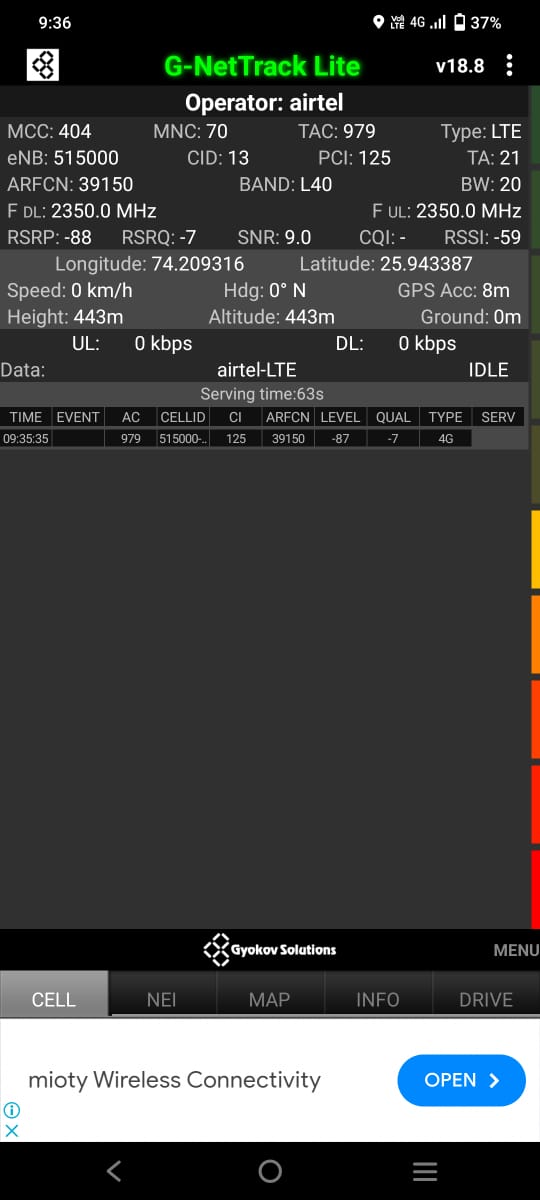 9:36 Vo) LTE 4G 37%
G-NetTrack Lite v18.8
Operator: airtel
MCC: 404 MNC: 70 TAC: 979 Type: LTE
eNB: 515000 CID: 13 PCI: 125 TA: 21
ARFCN: 39150 BAND: L40 BW: 20
F DL: 2350.0 MHz F UL: 2350.0 MHz
RSRP: -88 RSRQ: -7 SNR: 9.0 CQI: - RSSI: -59
Longitude: 74.209316 Latitude: 25.943387
Speed: 0 km/h Hdg: 0° N GPS Acc: 8m
Height: 443m Altitude: 443m Ground: 0m
UL: 0 kbps DL: 0 kbps
Data: airtel-LTE IDLE
Serving time:63s
TIME EVENT AC CELLID CI ARFCN LEVEL QUAL TYPE SERV
09:35:35 979 515000-.. 125 39150 -87 -7 4G
Gyokov Solutions MENU
CELL NEI MAP INFO DRIVE
mioty Wireless Connectivity OPEN